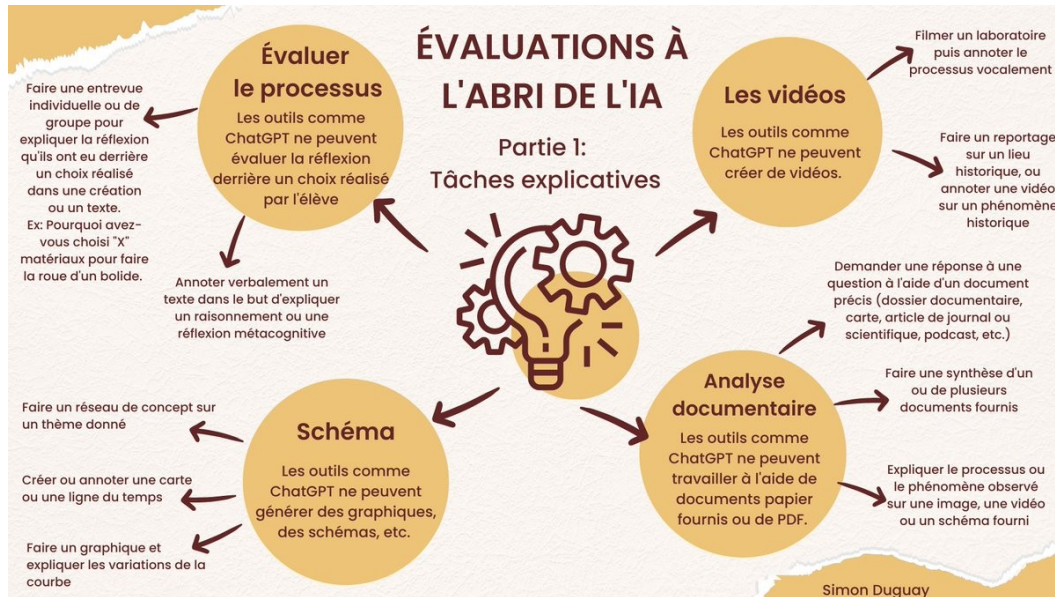 ÉVALUATIONS À
L'ABRI DE L'IA
Partie 1:
Tâches explicatives
Évaluer
le processus
Les outils comme
ChatGPT ne peuvent
évaluer la réflexion
derrière un choix réalisé
par l'élève
Faire une entrevue
individuelle ou de
groupe pour
expliquer la réflexion
qu'ils ont eu derrière
un choix réalisé
dans une création
ou un texte.
Ex: Pourquoi avez-
vous choisi "X"
matériaux pour faire
la roue d'un bolide.
Annoter verbalement un
texte dans le but d'expliquer
un raisonnement ou une
réflexion métacognitive
Les vidéos
Les outils comme
ChatGPT ne peuvent
créer de vidéos.
Filmer un laboratoire
puis annoter le
processus vocalement
Faire un reportage
sur un lieu
historique, ou
annoter une vidéo
sur un phénomène
historique
Schéma
Les outils comme
ChatGPT ne peuvent
générer des graphiques,
des schémas, etc.
Faire un réseau de concept sur
un thème donné
Créer ou annoter une carte
ou une ligne du temps
Faire un graphique et
expliquer les variations de la
courbe
Analyse
documentaire
Les outils comme
ChatGPT ne peuvent
travailler à l'aide de
documents papier
fournis ou de PDF.
Demander une réponse à une
question à l'aide d'un document
précis (dossier documentaire,
carte, article de journal ou
scientifique, podcast, etc.)
Faire une synthèse d'un
ou de plusieurs
documents fournis
Expliquer le processus ou
le phénomène observé
sur une image, une vidéo
ou un schéma fourni
Simon Duguay